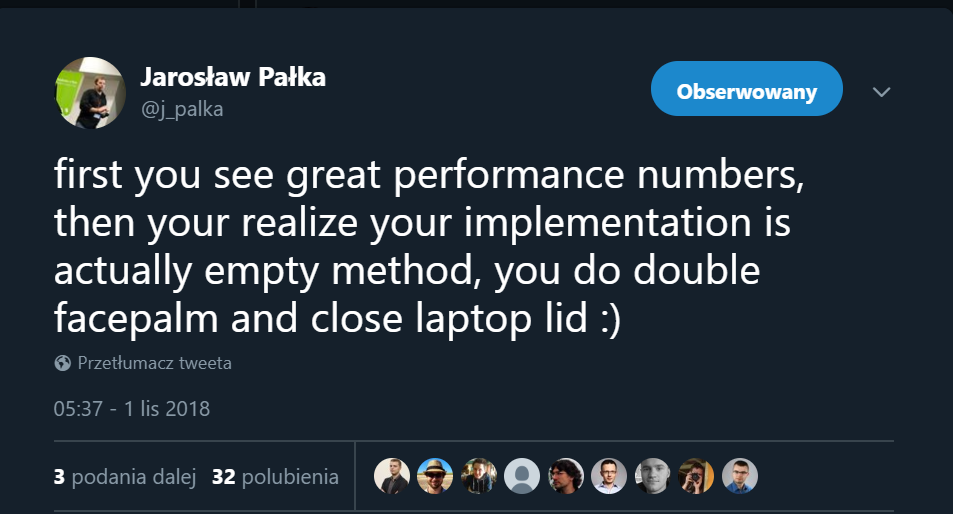 Jarosław Pałka
@j_palka
Obserwowany
first you see great performance numbers,
then your realize your implementation is
actually empty method, you do double
facepalm and close laptop lid :)
Przetłumacz tweeta
05:37 - 1 lis 2018
3 podania dalej 32 polubienia